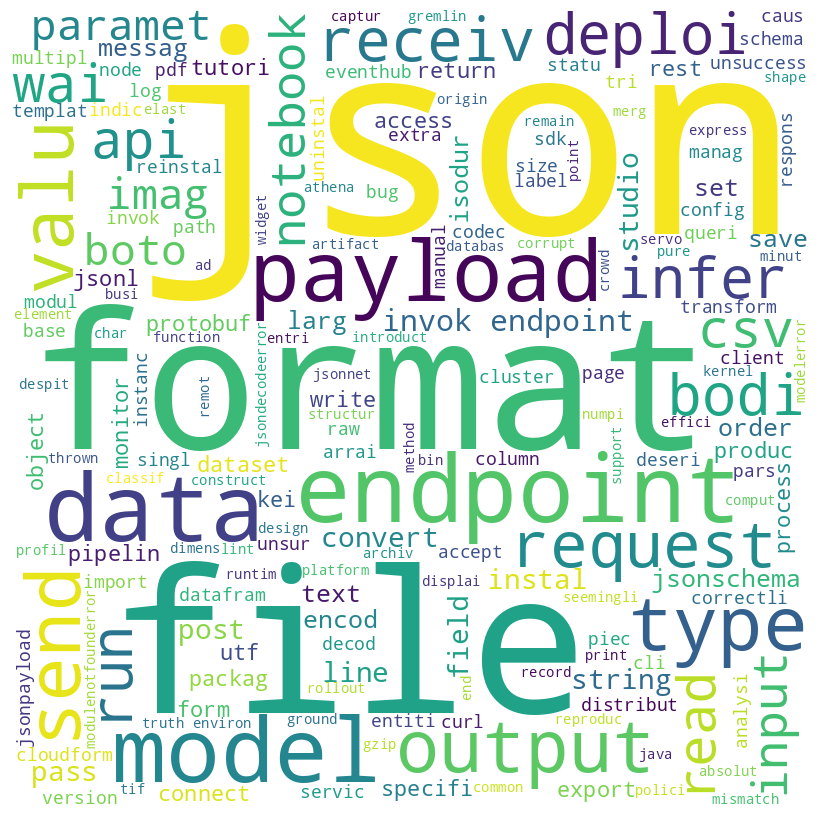 captur
gremlin
caus
paramet
receiv
deploi
schema
multipl
messag
node
pdf
tutori
eventhub
return
statu
rest
unsuccess
shape
wai
json
notebook
log
tri
templat
indic
elast
uninstal
origin
merg
api
access
remain
sdk
express
respons
reinstal
extra
size
point
manag
valu
imag
athena
label
set
isodur
studio
bug
config
invok
path
widget
codec
queri
save
boto
artifact
manual
databas
corrupt
crowd
servo
pure
minut
jsonl
ad
payload
infer
modul
busi
transform
element
base
char
protobuf
function
larg
invok endpoint
csv
entri
introduct
client
modelerror
format
jsondecodeerror
despit
instanc
remot
jsonnet
cluster
page
kernel
bodi
monitor
write
structur
numpi
effici
object
raw
order
singl
dataset
arrai
method
column
support
deseri
produc
thrown
classif
construct
bin
endpoint
pars
process
data
kei
comput
profil
pipelin
dimens
lint
design
unsur
convert
archiv
accept
request
import
runtim
platform
displai
instal
jsonschema
send
file
datafram
text
seemingli
correctli
type
modulenotfounderror
run
post
encod
decod
field
piec
cli
utf
line
print
string
analysi
input
jsonpayload
packag
rollout
end
record
distribut
read
form
truth environ
ground
entiti
curl
reproduc
model
output
java
cloudform
gzip
absolut
pass
tif
connect
servic
specifi
common
export
polici
version
mismatch